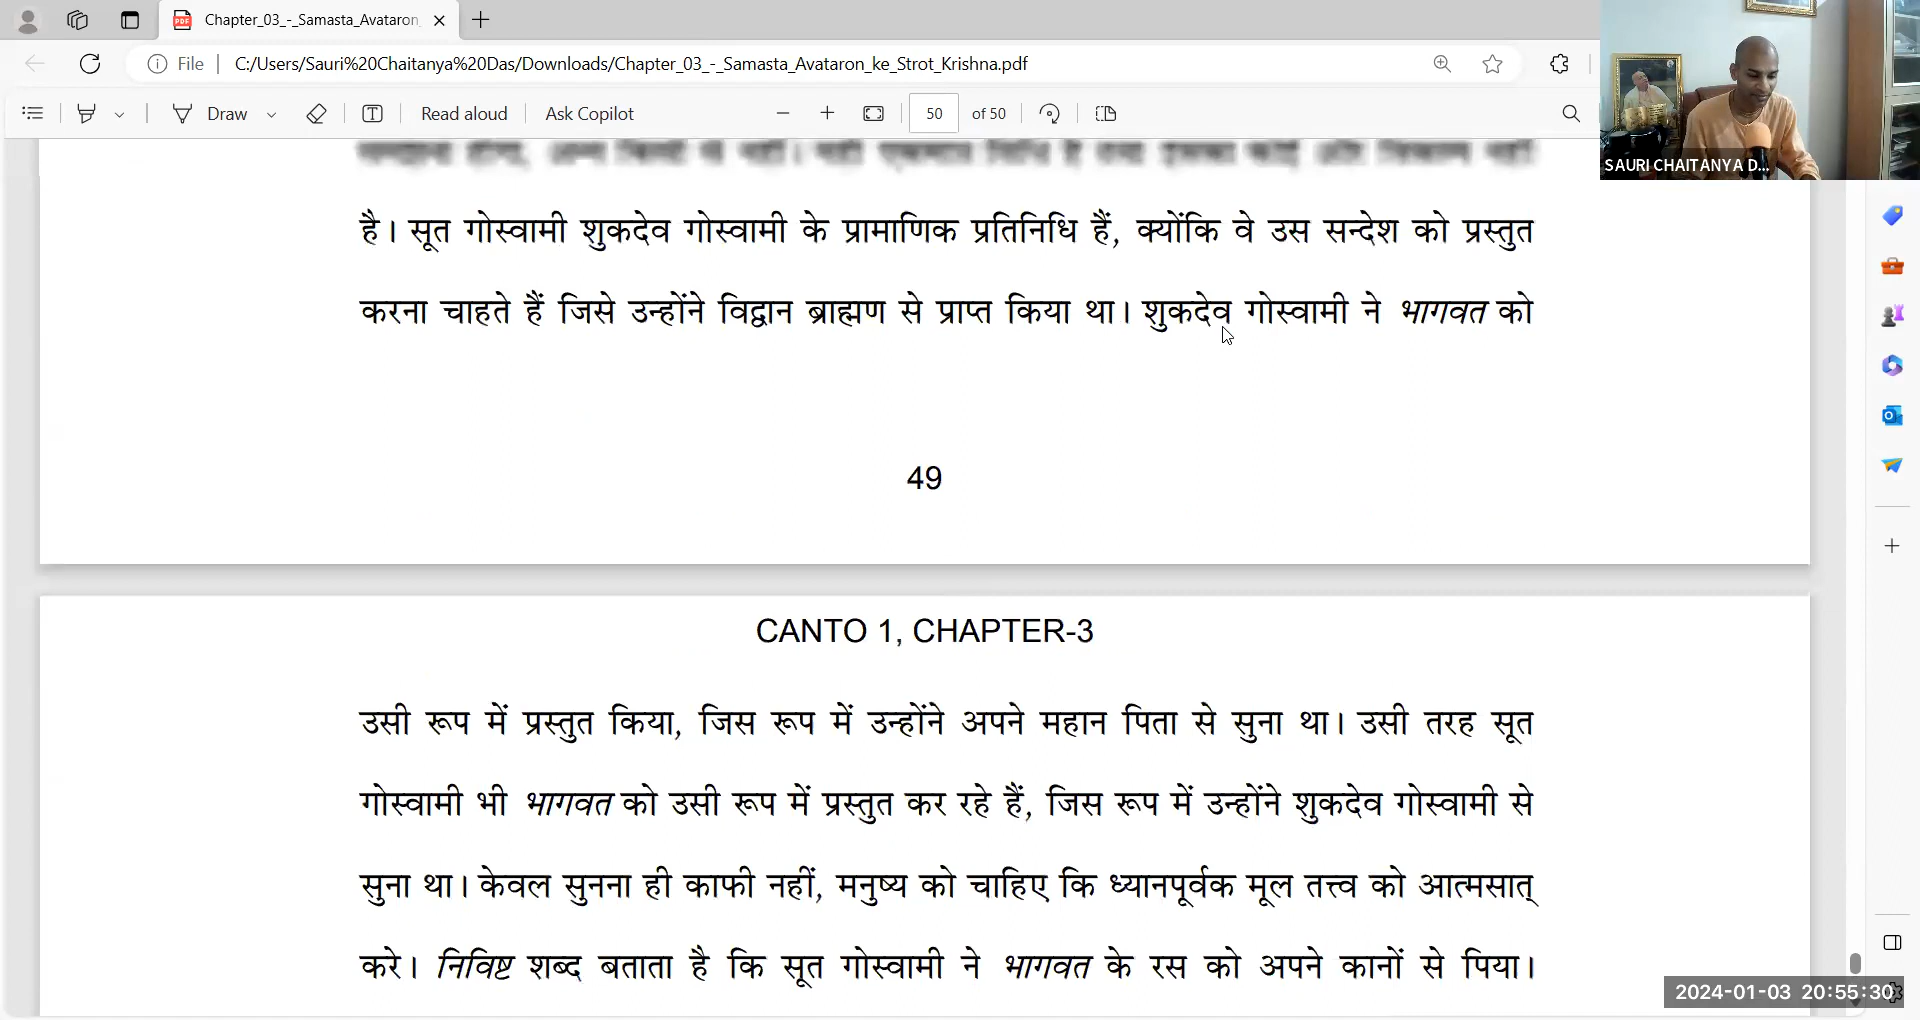 Chapter_03_-_Samasta_Avataron_
File
C:/Users/Sauri%20Chaitanya%20Das/Downloads/Chapter_03_-_Samasta_Avataron_ke_Strot_Krishna.pdf
Draw
Read aloud
Ask Copilot
50 of 50
SAURI CHAITANYA D...
है। सूत गोस्वामी शुकदेव गोस्वामी के प्रामाणिक प्रतिनिधि हैं, क्योंकि वे उस सन्देश को प्रस्तुत
करना चाहते हैं जिसे उन्होंने विद्वान ब्राह्मण से प्राप्त किया था। शुकदेव गोस्वामी ने भागवत को
49
CANTO 1, CHAPTER-3
उसी रूप में प्रस्तुत किया, जिस रूप में उन्होंने अपने महान पिता से सुना था। उसी तरह सूत
गोस्वामी भी भागवत को उसी रूप में प्रस्तुत कर रहे हैं, जिस रूप में उन्होंने शुकदेव गोस्वामी से
सुना था। केवल सुनना ही काफी नहीं, मनुष्य को चाहिए कि ध्यानपूर्वक मूल तत्त्व को आत्मसात्
करे। निविष्ट शब्द बताता है कि सूत गोस्वामी ने भागवत के रस को अपने कानों से पिया।
2024-01-03 20:55:30